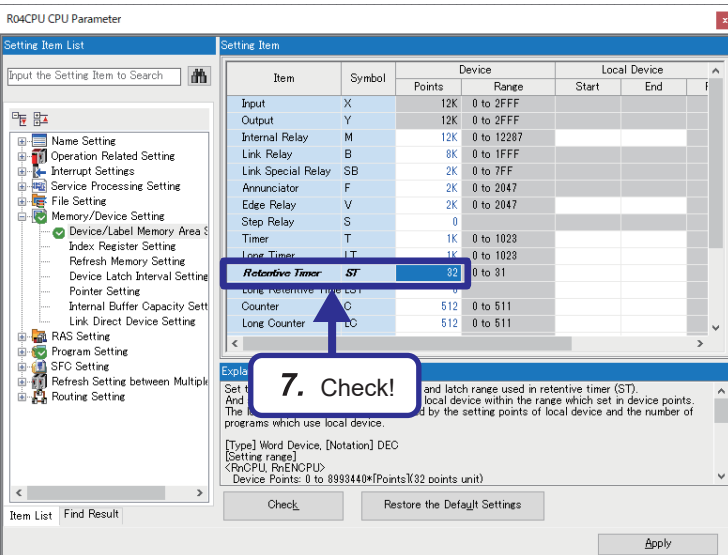 R04CPU CPU Parameter
x
Setting Item List
Input the Setting Item to Search
Name Setting
Operation Related Setting
Interrupt Settings
Service Processing Setting
File Setting
Memory/Device Setting
Device/Label Memory Area S
Index Register Setting
Refresh Memory Setting
Device Latch Interval Setting
Pointer Setting
Internal Buffer Capacity Sett
Link Direct Device Setting
RAS Setting
Program Setting
SFC Setting
Refresh Setting between Multiple
Routing Setting
Item List Find Result
Setting Item
Item Symbol Device Local Device
Points Range Start End
Input X 12K 0 to 2FFF
Output Y 12K 0 to 2FFF
Internal Relay M 12K 0 to 12287
Link Relay B 8K 0 to 1FFF
Link Special Relay SB 2K 0 to 7FF
Annunciator F 2K 0 to 2047
Edge Relay V 2K 0 to 2047
Step Relay S 0
Timer T 1K 0 to 1023
Long Timer LT 1K 0 to 1023
Retentive Timer ST 32 0 to 31
Long Retentive Time LST 0
Counter C 512 0 to 511
Long Counter LC 512 0 to 511
7. Check!
Expla
Set t and latch range used in retentive timer (ST).
And local device within the range which set in device points.
The d by the setting points of local device and the number of
programs which use local device.
[Type] Word Device, [Notation] DEC
[Setting range]
<RnCPU, RnENCPU>
Device Points: 0 to 8993440*[Points](32 points unit)
Check
Restore the Default Settings
Apply